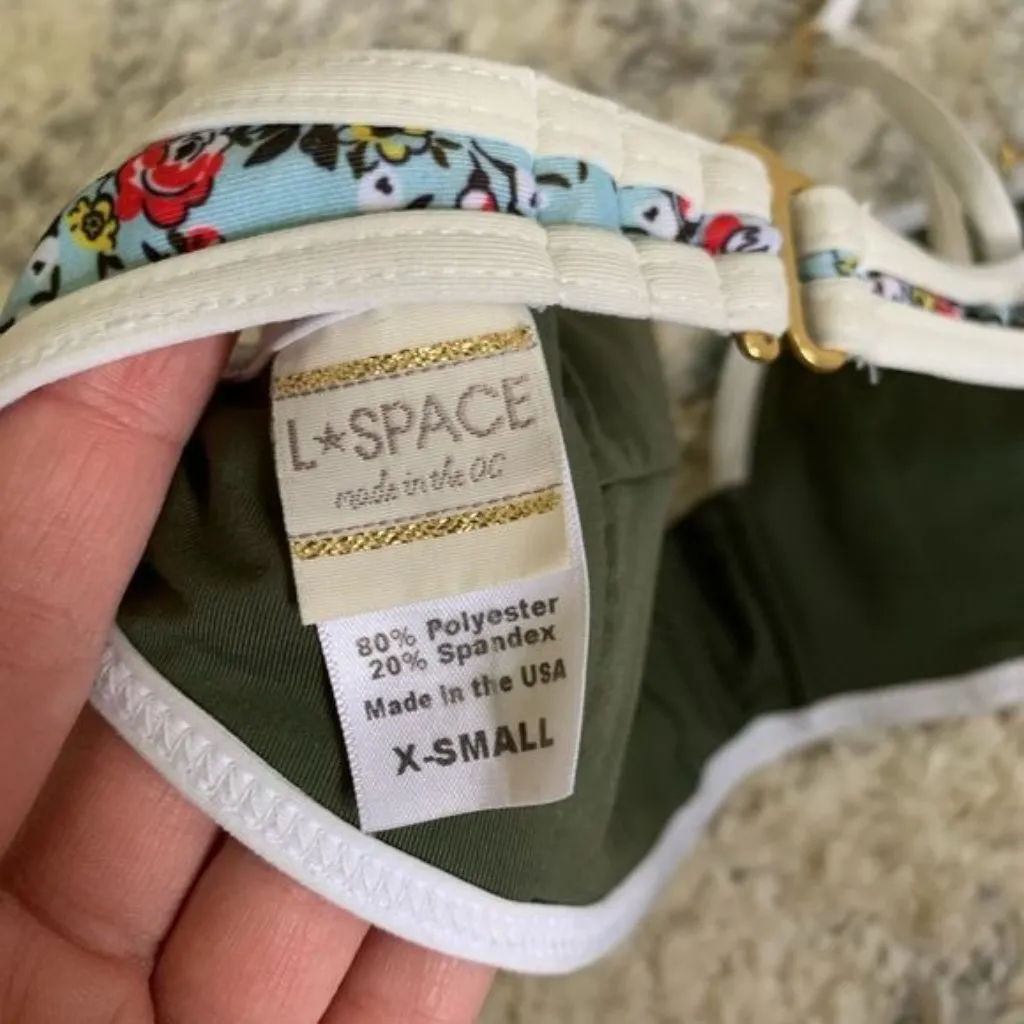 L★SPACE
made in the OC
80% Polyester
20% Spandex
Made In the USA
X-SMALL